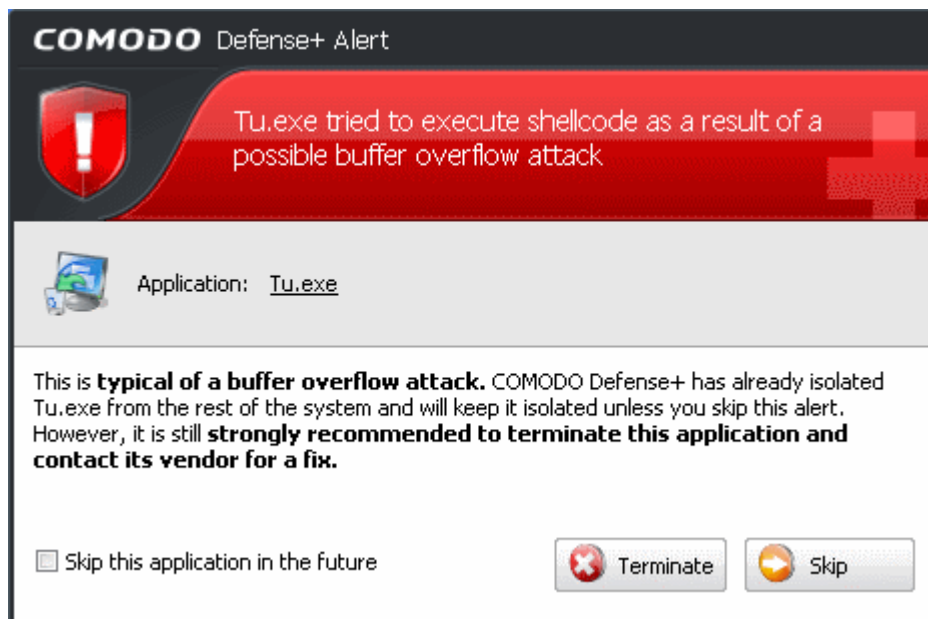 COMODO Defense+ Alert
Tu.exe tried to execute shellcode as a result of a
possible buffer overflow attack
Application: Tu.exe
This is typical of a buffer overflow attack. COMODO Defense+ has already isolated
Tu.exe from the rest of the system and will keep it isolated unless you skip this alert.
However, it is still strongly recommended to terminate this application and
contact its vendor for a fix.
Skip this application in the future
Terminate
Skip